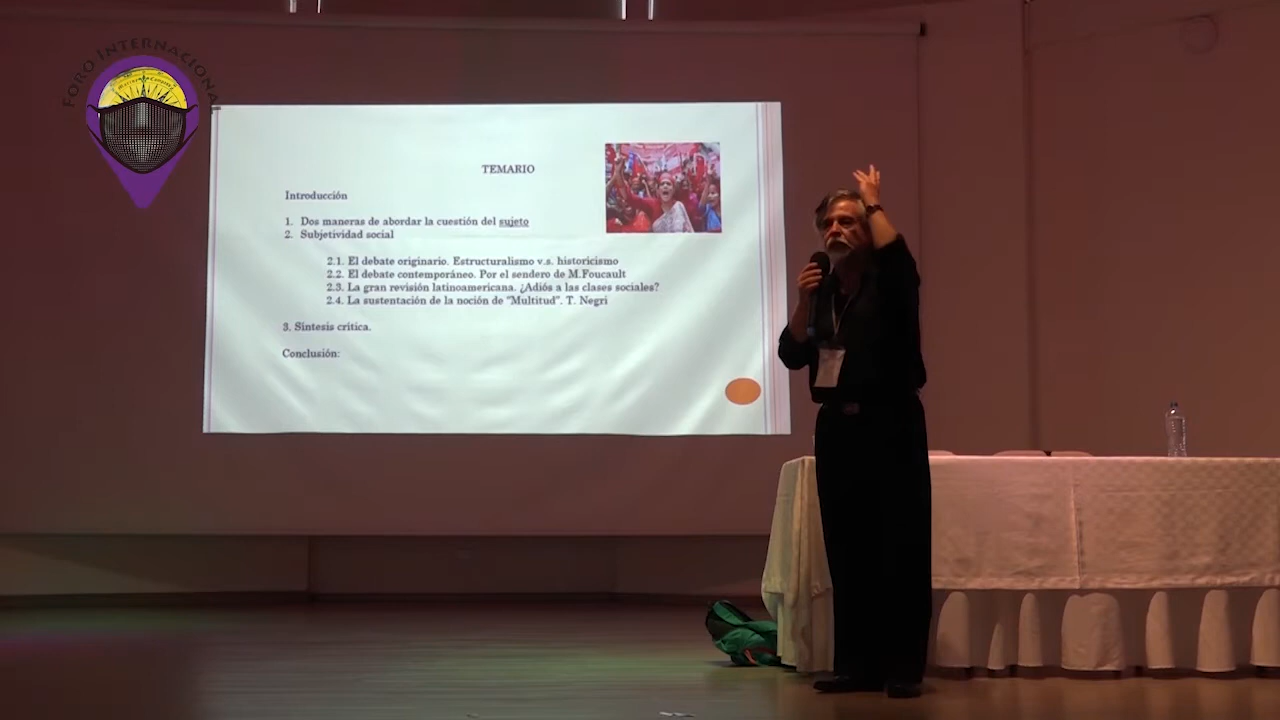 FORO INTERNACIONAL
TEMARIO
Introducción
1. Dos maneras de abordar la cuestión del sujeto
2. Subjetividad social
2.1. El debate originario. Estructuralismo v.s. historicismo
2.2. El debate contemporáneo. Por el sendero de M.Foucault
2.3. La gran revisión latinoamericana. ¿Adiós a las clases sociales?
2.4. La sustentación de la noción de "Multitud". T. Negri
3. Síntesis crítica.
Conclusión: